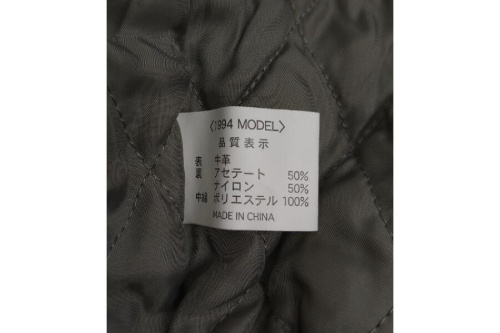 〈1994 MODEL〉
品質表示
表 牛革
裏 アセテート 50%
ナイロン 50%
中綿 ポリエステル 100%
MADE IN CHINA